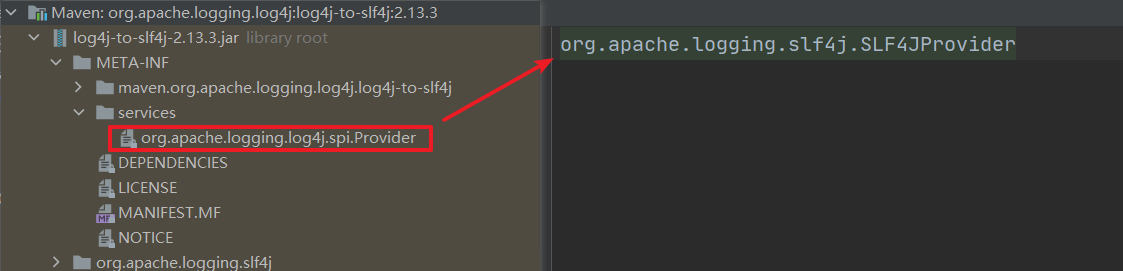 Maven: org.apache.logging.log4j:log4j-to-slf4j:2.13.3
log4j-to-slf4j-2.13.3.jar library root
META-INF
maven.org.apache.logging.log4j.log4j-to-slf4j
services
org.apache.logging.log4j.spi.Provider
DEPENDENCIES
LICENSE
MF MANIFEST.MF
NOTICE
org.apache.logging.slf4j
org.apache.logging.slf4j.SLF4JProvider